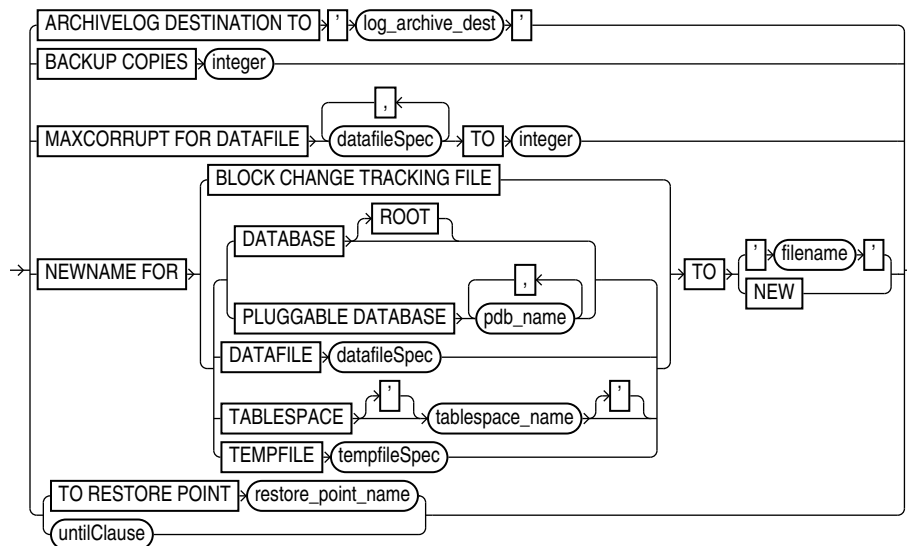 ARCHIVELOG DESTINATION TO ' log_archive_dest '
BACKUP COPIES integer
,
MAXCORRUPT FOR DATAFILE datafileSpec TO integer
BLOCK CHANGE TRACKING FILE
ROOT
DATABASE
NEWNAME FOR TO ' filename '
NEW
,
PLUGGABLE DATABASE pdb_name
DATAFILE datafileSpec
TABLESPACE ' tablespace_name '
TEMPFILE tempfileSpec
TO RESTORE POINT restore_point_name
untilClause